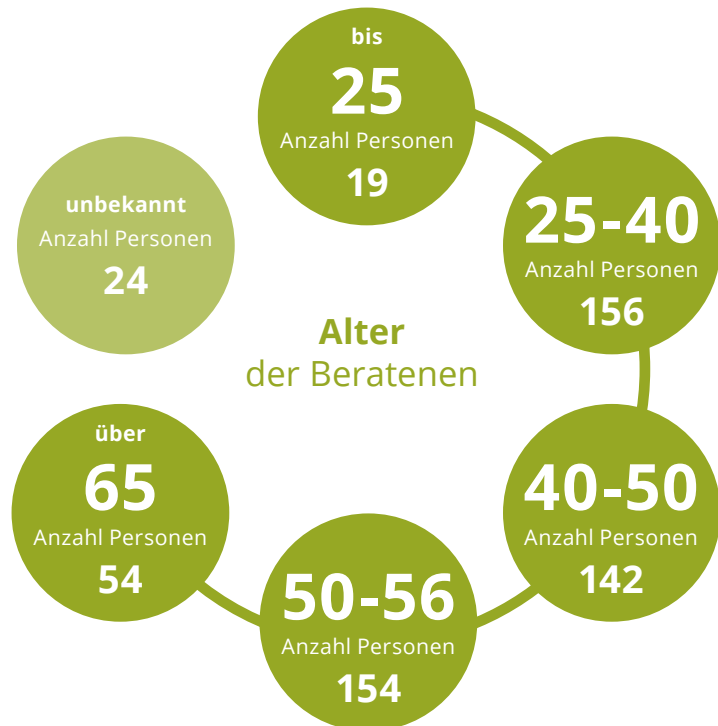 bis
25
Anzahl Personen
19
25-40
Anzahl Personen
156
40-50
Anzahl Personen
142
50-56
Anzahl Personen
154
über
65
Anzahl Personen
54
unbekannt
Anzahl Personen
24
Alter
der Beratenen